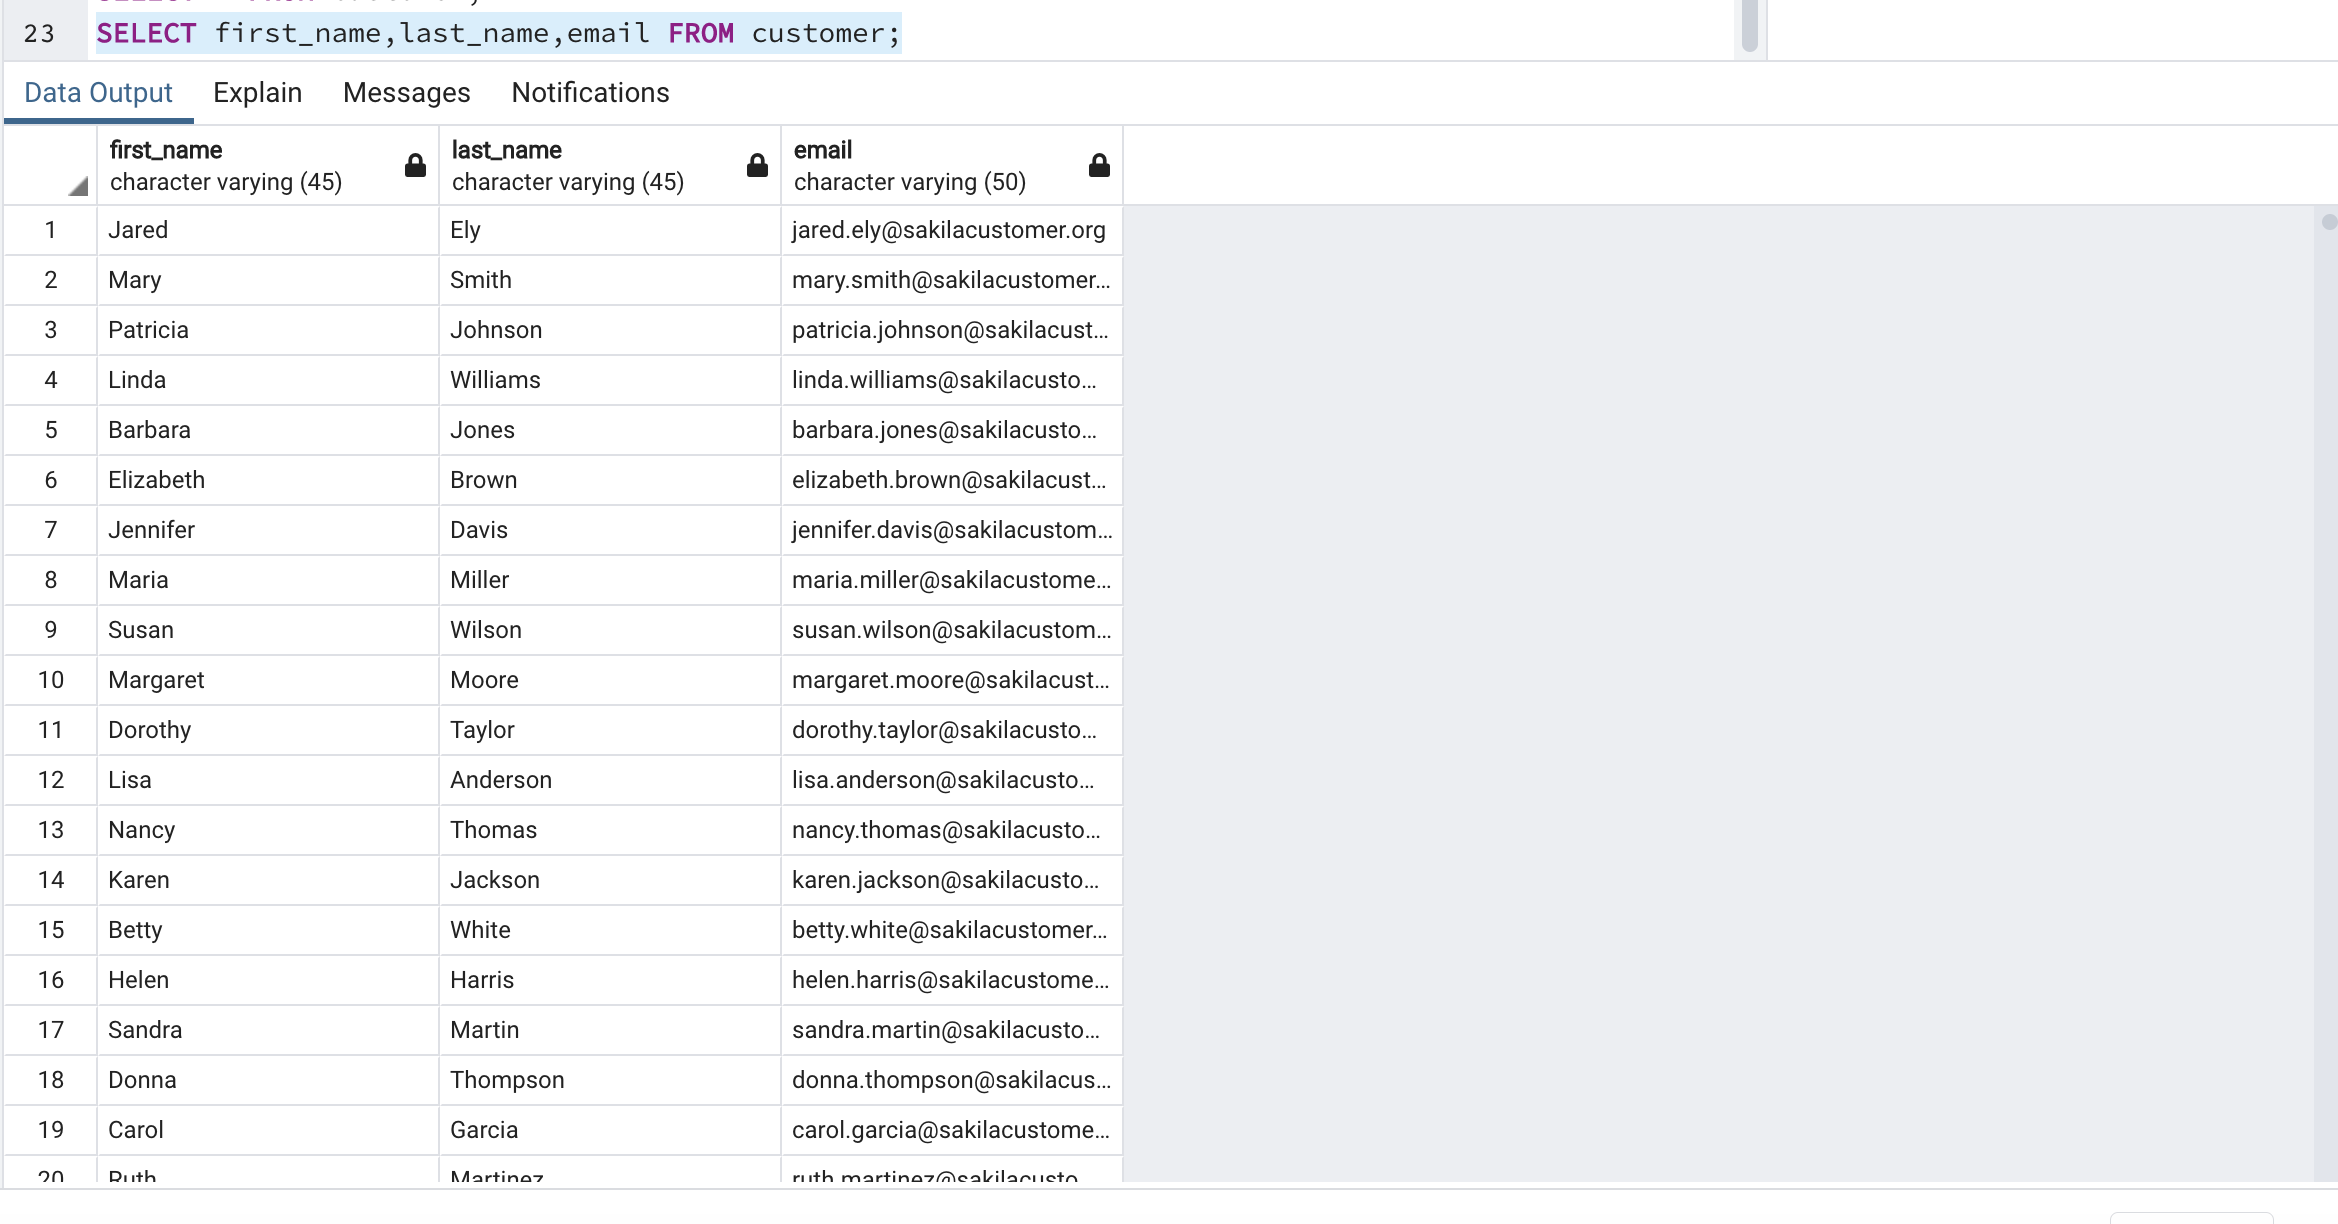 23 SELECT first_name,last_name,email FROM customer;
Data Output Explain Messages Notifications
first_name last_name email
character varying (45) character varying (45) character varying (50)
1 Jared Ely jared.ely@sakilacustomer.org
2 Mary Smith mary.smith@sakilacustomer...
3 Patricia Johnson patricia.johnson@sakilacust...
4 Linda Williams linda.williams@sakilacusto...
5 Barbara Jones barbara.jones@sakilacusto...
6 Elizabeth Brown elizabeth.brown@sakilacust...
7 Jennifer Davis jennifer.davis@sakilacustom...
8 Maria Miller maria.miller@sakilacustome...
9 Susan Wilson susan.wilson@sakilacustom...
10 Margaret Moore margaret.moore@sakilacust...
11 Dorothy Taylor dorothy.taylor@sakilacusto...
12 Lisa Anderson lisa.anderson@sakilacusto...
13 Nancy Thomas nancy.thomas@sakilacusto...
14 Karen Jackson karen.jackson@sakilacusto...
15 Betty White betty.white@sakilacustomer...
16 Helen Harris helen.harris@sakilacustome...
17 Sandra Martin sandra.martin@sakilacusto...
18 Donna Thompson donna.thompson@sakilacus...
19 Carol Garcia carol.garcia@sakilacustome...
20 Ruth Martinez ruth.martinez@sakilacusto...